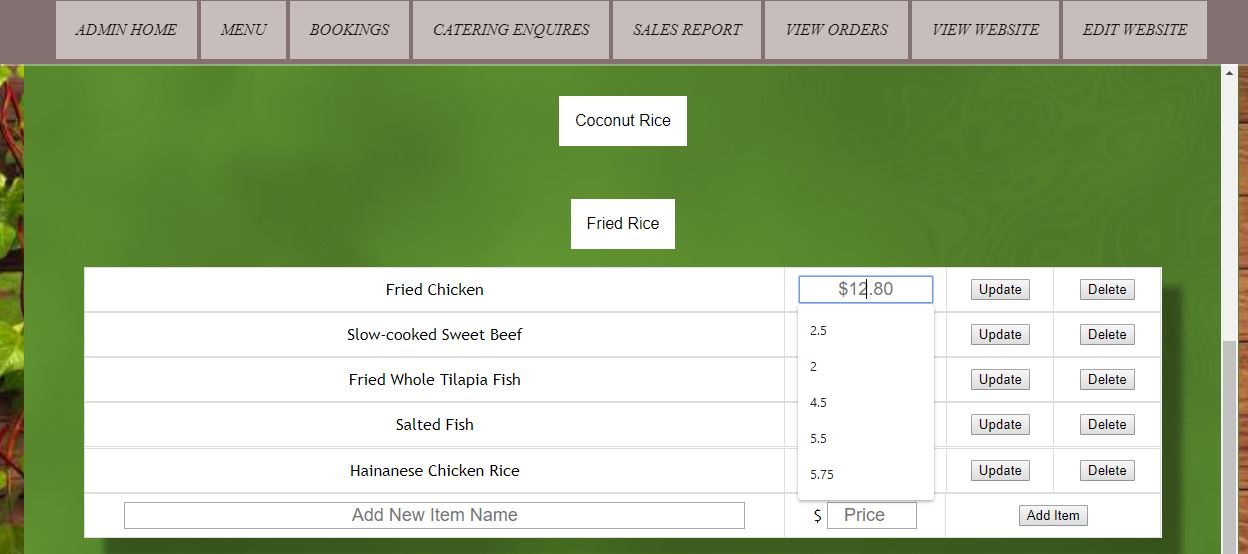 ADMIN HOME MENU BOOKINGS CATERING ENQUIRES SALES REPORT VIEW ORDERS VIEW WEBSITE EDIT WEBSITE
Coconut Rice
Fried Rice
Fried Chicken $12.80 Update Delete
Slow-cooked Sweet Beef 2.5 Update Delete
2
Fried Whole Tilapia Fish Update Delete
4.5
Salted Fish Update Delete
5.5
Hainanese Chicken Rice 5.75 Update Delete
Add New Item Name $ Price Add Item